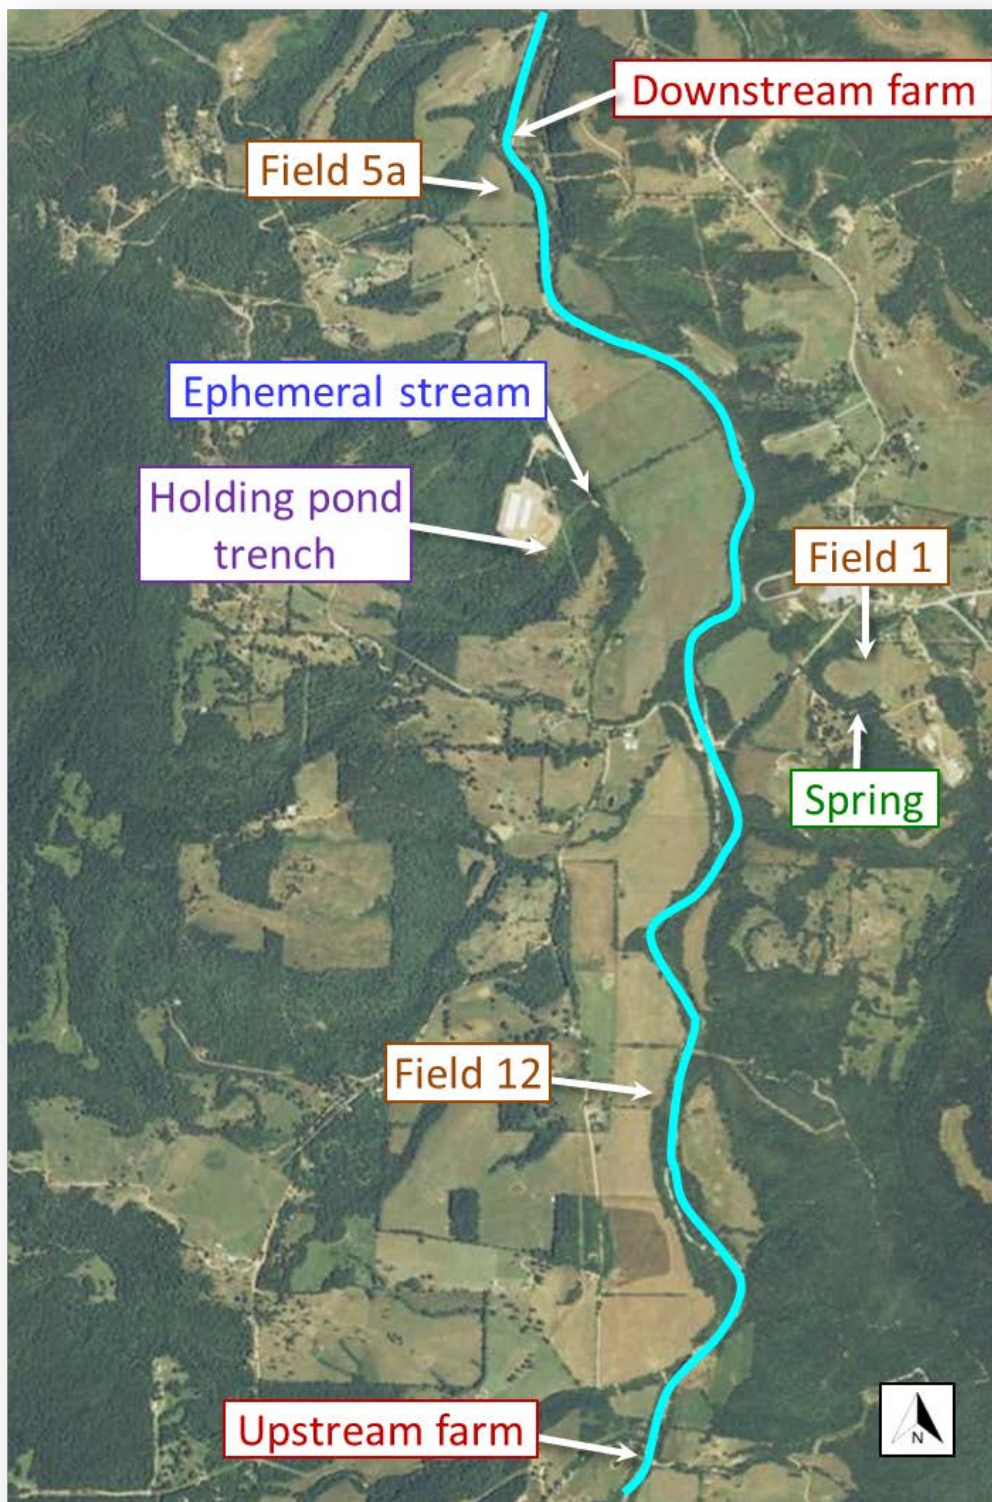 Downstream farm
Field 5a
Ephemeral stream
Holding pond
trench
Field 1
Spring
Field 12
Upstream farm
N